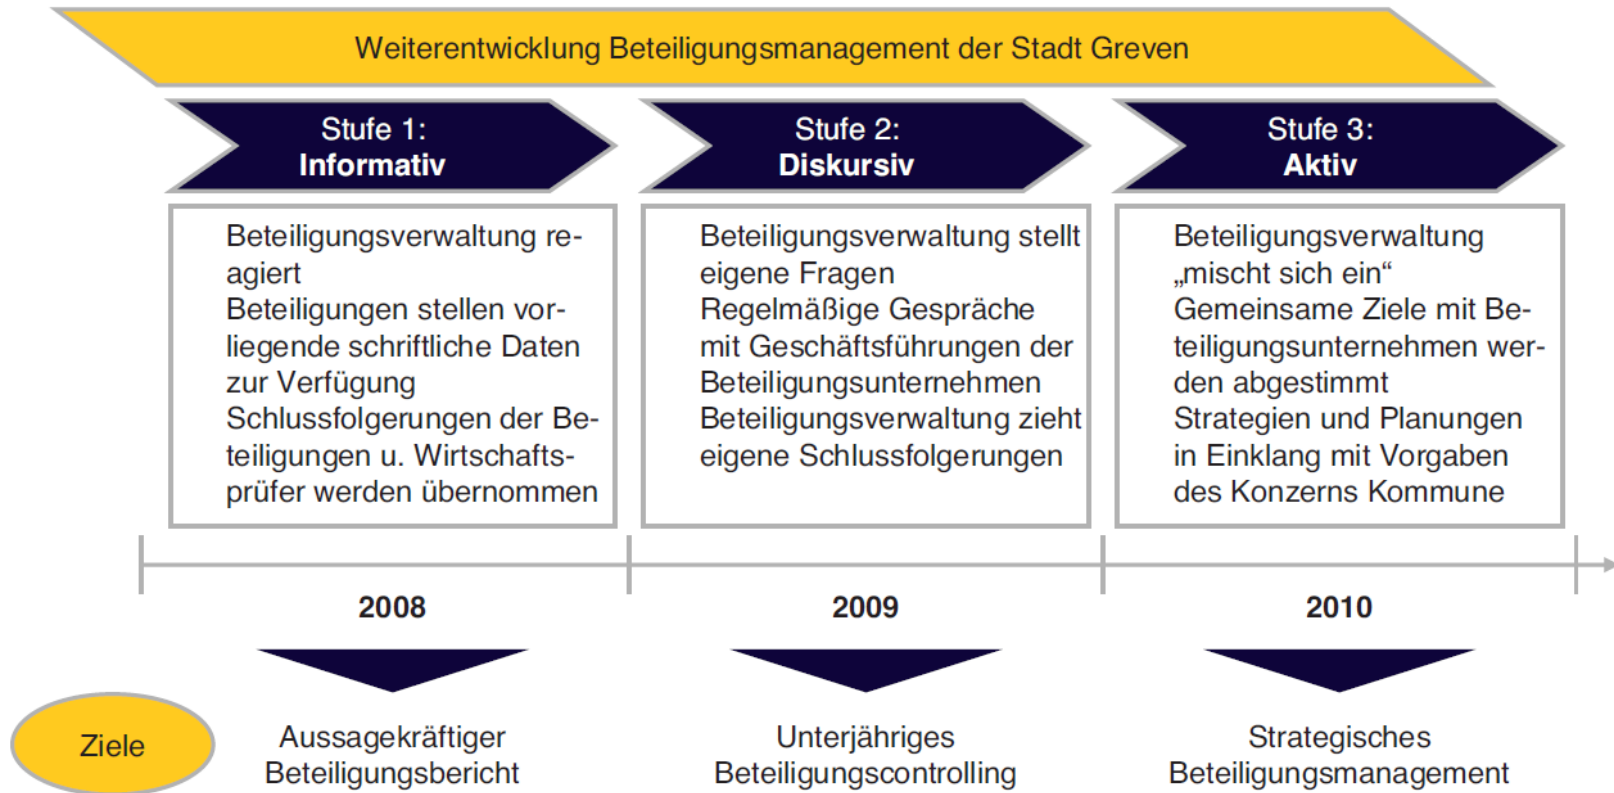 Weiterentwicklung Beteiligungsmanagement der Stadt Greven
Stufe 1:
Informativ
Beteiligungsverwaltung re-
agiert
Beteiligungen stellen vor-
liegende schriftliche Daten
zur Verfügung
Schlussfolgerungen der Be-
teiligungen u. Wirtschafts-
prüfer werden übernommen
Stufe 2:
Diskursiv
Beteiligungsverwaltung stellt
eigene Fragen
Regelmäßige Gespräche
mit Geschäftsführungen der
Beteiligungsunternehmen
Beteiligungsverwaltung zieht
eigene Schlussfolgerungen
Stufe 3:
Aktiv
Beteiligungsverwaltung
„mischt sich ein“
Gemeinsame Ziele mit Be-
teiligungsunternehmen wer-
den abgestimmt
Strategien und Planungen
in Einklang mit Vorgaben
des Konzerns Kommune
2008
2009
2010
Ziele
Aussagekräftiger
Beteiligungsbericht
Unterjähriges
Beteiligungscontrolling
Strategisches
Beteiligungsmanagement